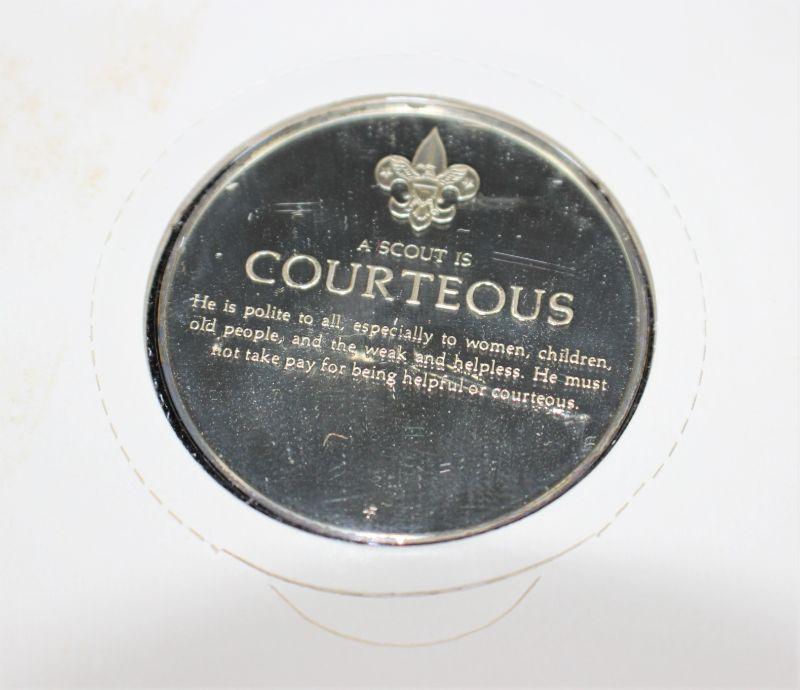 A SCOUT IS
COURTEOUS
He is polite to all, especially to women, children,
old people, and the weak and helpless. He must
not take pay for being helpful or courteous.